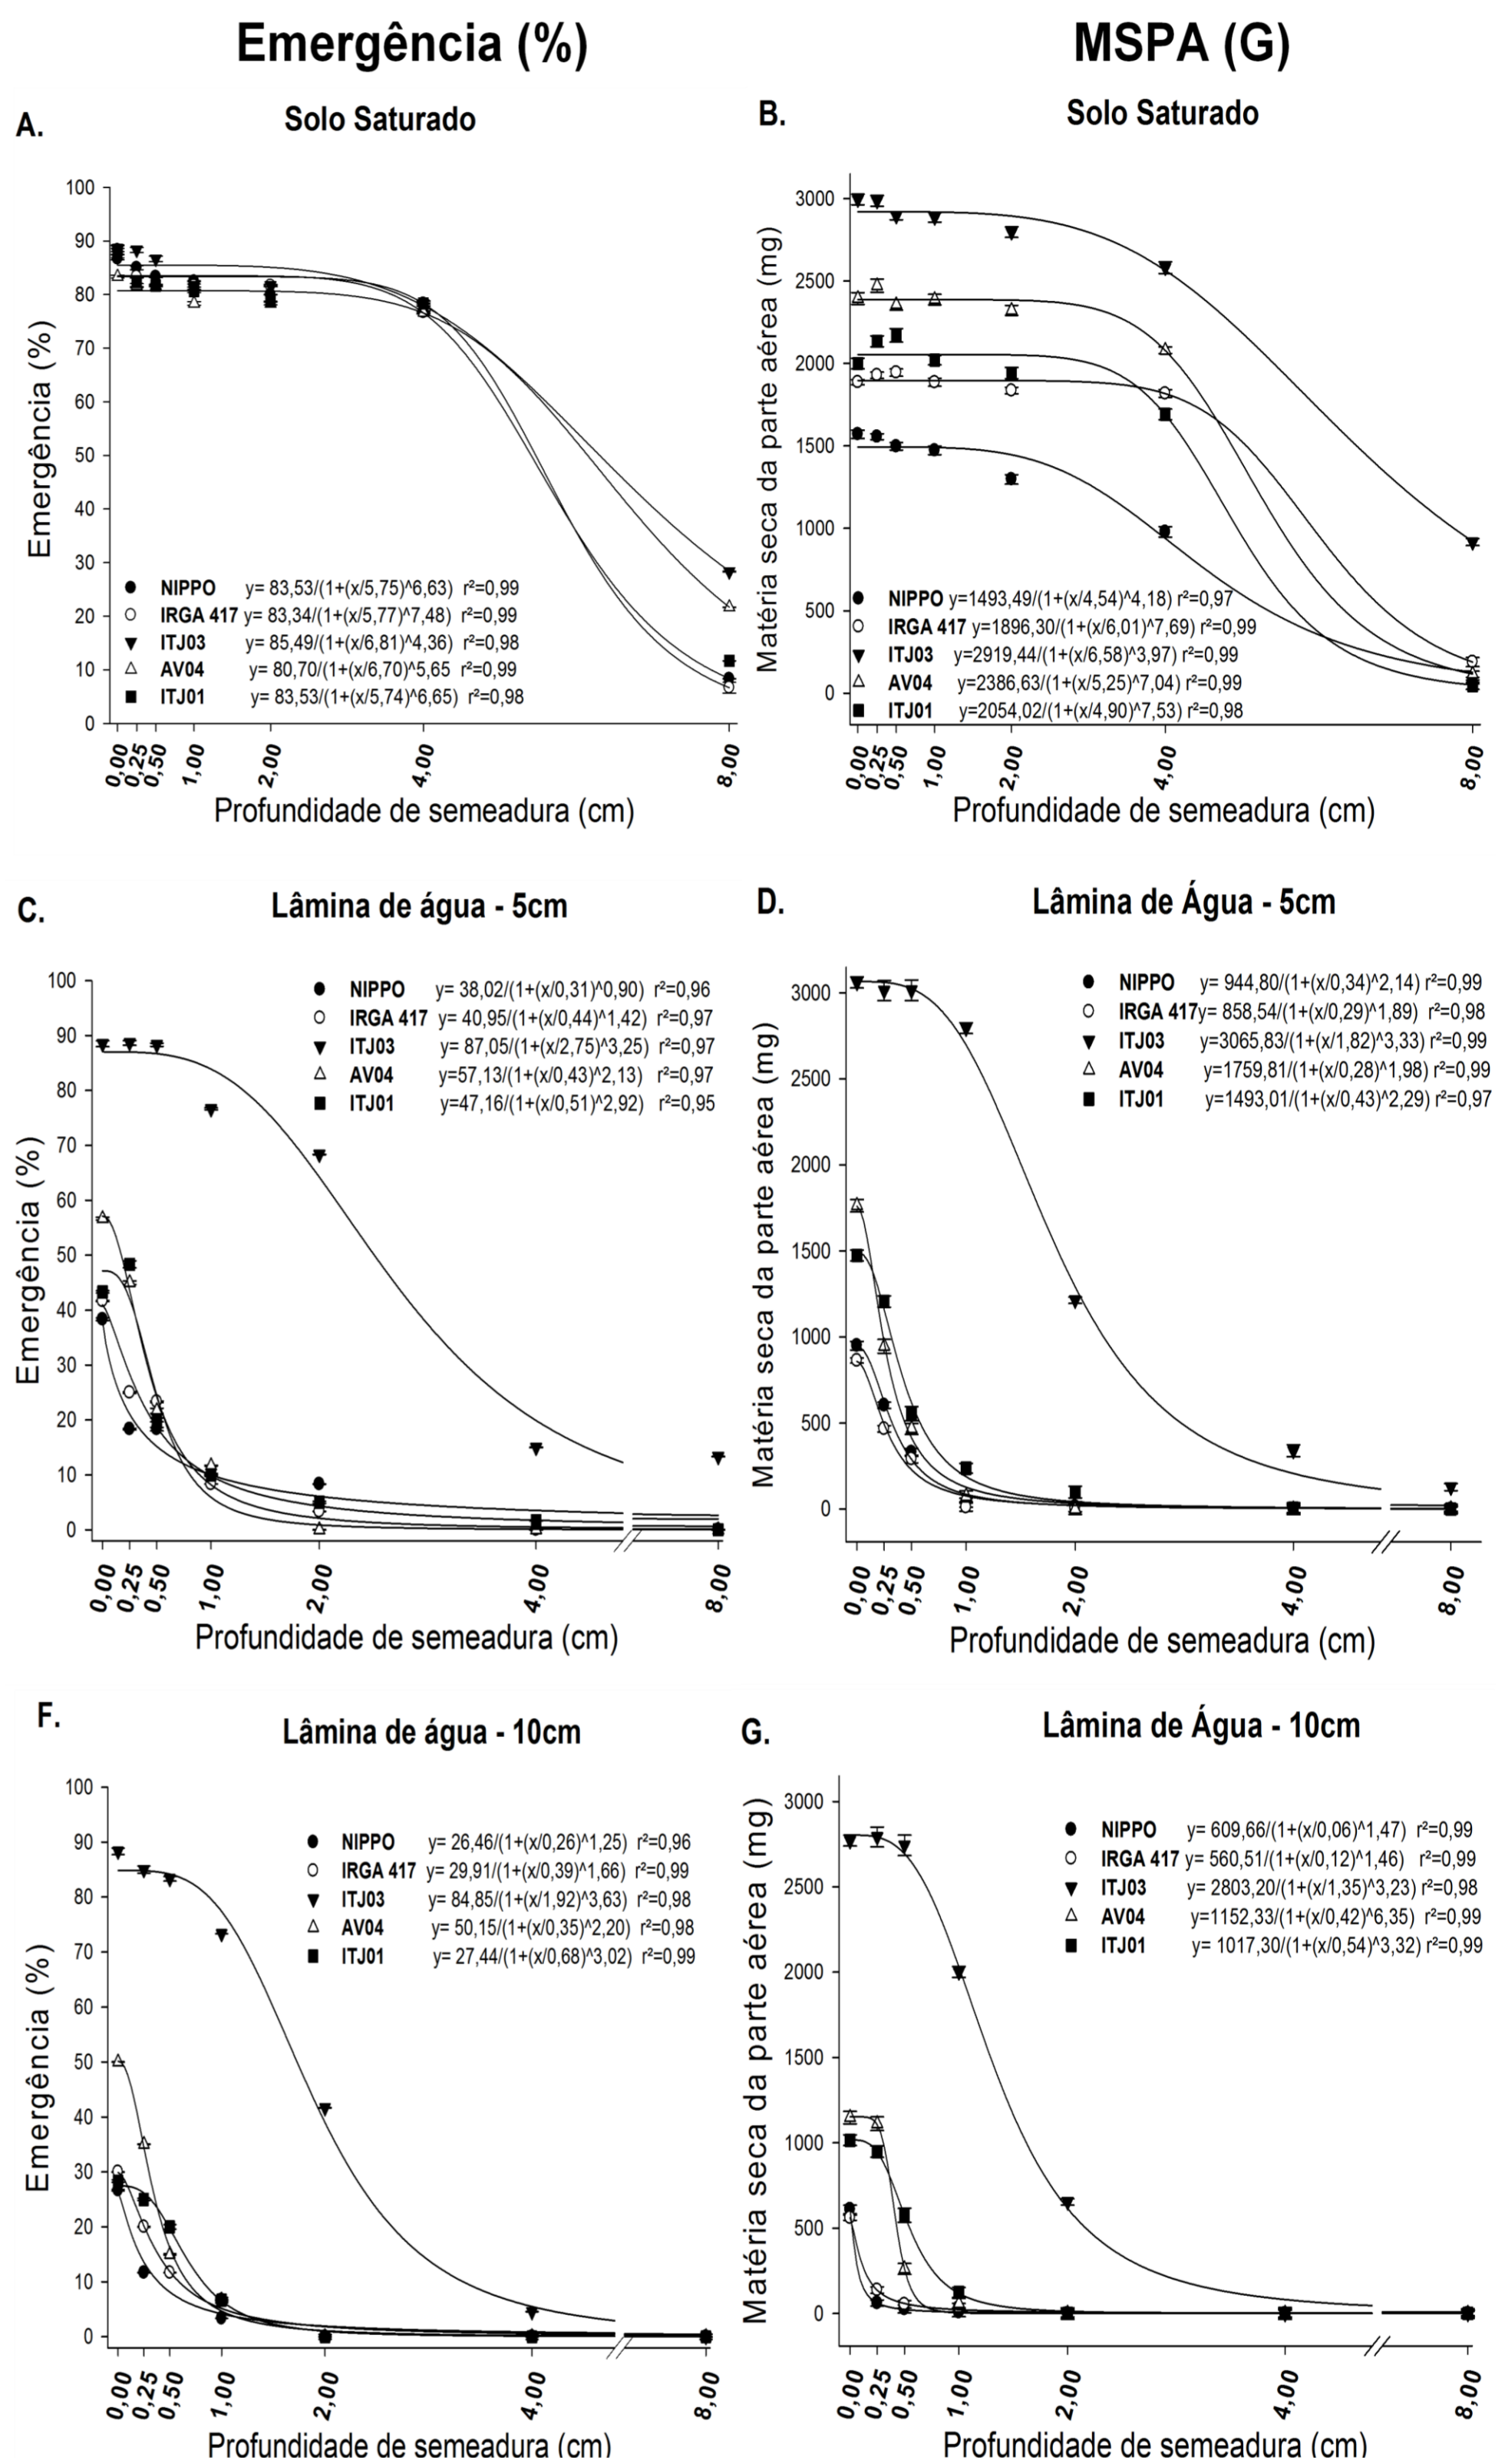 Emergência (%)
MSPA (G)
A.
Solo Saturado
Emergência (%)
100
90
80
70
60
50
40
30
20
10
0
NIPPO y= 83,53/(1+(x/5,75)^6,63) r²=0,99
IRGA 417 y= 83,34/(1+(x/5,77)^7,48) r²=0,99
ITJ03 y= 85,49/(1+(x/6,81)^4,36) r²=0,98
AV04 y= 80,70/(1+(x/6,70)^5,65 r²=0,99
ITJ01 y= 83,53/(1+(x/5,74)^6,65) r²=0,98
0,00 0,25 0,50 1,00 2,00 4,00 8,00
Profundidade de semeadura (cm)
B.
Solo Saturado
Matéria seca da parte aérea (mg)
3000
2500
2000
1500
1000
500
0
NIPPO y=1493,49/(1+(x/4,54)^4,18) r²=0,97
IRGA 417 y=1896,30/(1+(x/6,01)^7,69) r²=0,99
ITJ03 y=2919,44/(1+(x/6,58)^3,97) r²=0,99
AV04 y=2386,63/(1+(x/5,25)^7,04) r²=0,99
ITJ01 y=2054,02/(1+(x/4,90)^7,53) r²=0,98
0,00 0,25 0,50 1,00 2,00 4,00 8,00
Profundidade de semeadura (cm)
C.
Lâmina de água - 5cm
Emergência (%)
100
90
80
70
60
50
40
30
20
10
0
NIPPO y= 38,02/(1+(x/0,31)^0,90) r²=0,96
IRGA 417 y= 40,95/(1+(x/0,44)^1,42) r²=0,97
ITJ03 y= 87,05/(1+(x/2,75)^3,25) r²=0,97
AV04 y=57,13/(1+(x/0,43)^2,13) r²=0,97
ITJ01 y=47,16/(1+(x/0,51)^2,92) r²=0,95
0,00 0,25 0,50 1,00 2,00 4,00 8,00
Profundidade de semeadura (cm)
D.
Lâmina de Água - 5cm
Matéria seca da parte aérea (mg)
3000
2500
2000
1500
1000
500
0
NIPPO y= 944,80/(1+(x/0,34)^2,14) r²=0,99
IRGA 417 y= 858,54/(1+(x/0,29)^1,89) r²=0,98
ITJ03 y=3065,83/(1+(x/1,82)^3,33) r²=0,99
AV04 y=1759,81/(1+(x/0,28)^1,98) r²=0,99
ITJ01 y=1493,01/(1+(x/0,43)^2,29) r²=0,97
0,00 0,25 0,50 1,00 2,00 4,00 8,00
Profundidade de semeadura (cm)
F.
Lâmina de água - 10cm
Emergência (%)
100
90
80
70
60
50
40
30
20
10
0
NIPPO y= 26,46/(1+(x/0,26)^1,25) r²=0,96
IRGA 417 y= 29,91/(1+(x/0,39)^1,66) r²=0,99
ITJ03 y= 84,85/(1+(x/1,92)^3,63) r²=0,98
AV04 y= 50,15/(1+(x/0,35)^2,20) r²=0,98
ITJ01 y= 27,44/(1+(x/0,68)^3,02) r²=0,99
0,00 0,25 0,50 1,00 2,00 4,00 8,00
Profundidade de semeadura (cm)
G.
Lâmina de Água - 10cm
Matéria seca da parte aérea (mg)
3000
2500
2000
1500
1000
500
0
NIPPO y= 609,66/(1+(x/0,06)^1,47) r²=0,99
IRGA 417 y= 560,51/(1+(x/0,12)^1,46) r²=0,99
ITJ03 y= 2803,20/(1+(x/1,35)^3,23) r²=0,98
AV04 y=1152,33/(1+(x/0,42)^6,35) r²=0,99
ITJ01 y= 1017,30/(1+(x/0,54)^3,32) r²=0,99
0,00 0,25 0,50 1,00 2,00 4,00 8,00
Profundidade de semeadura (cm)